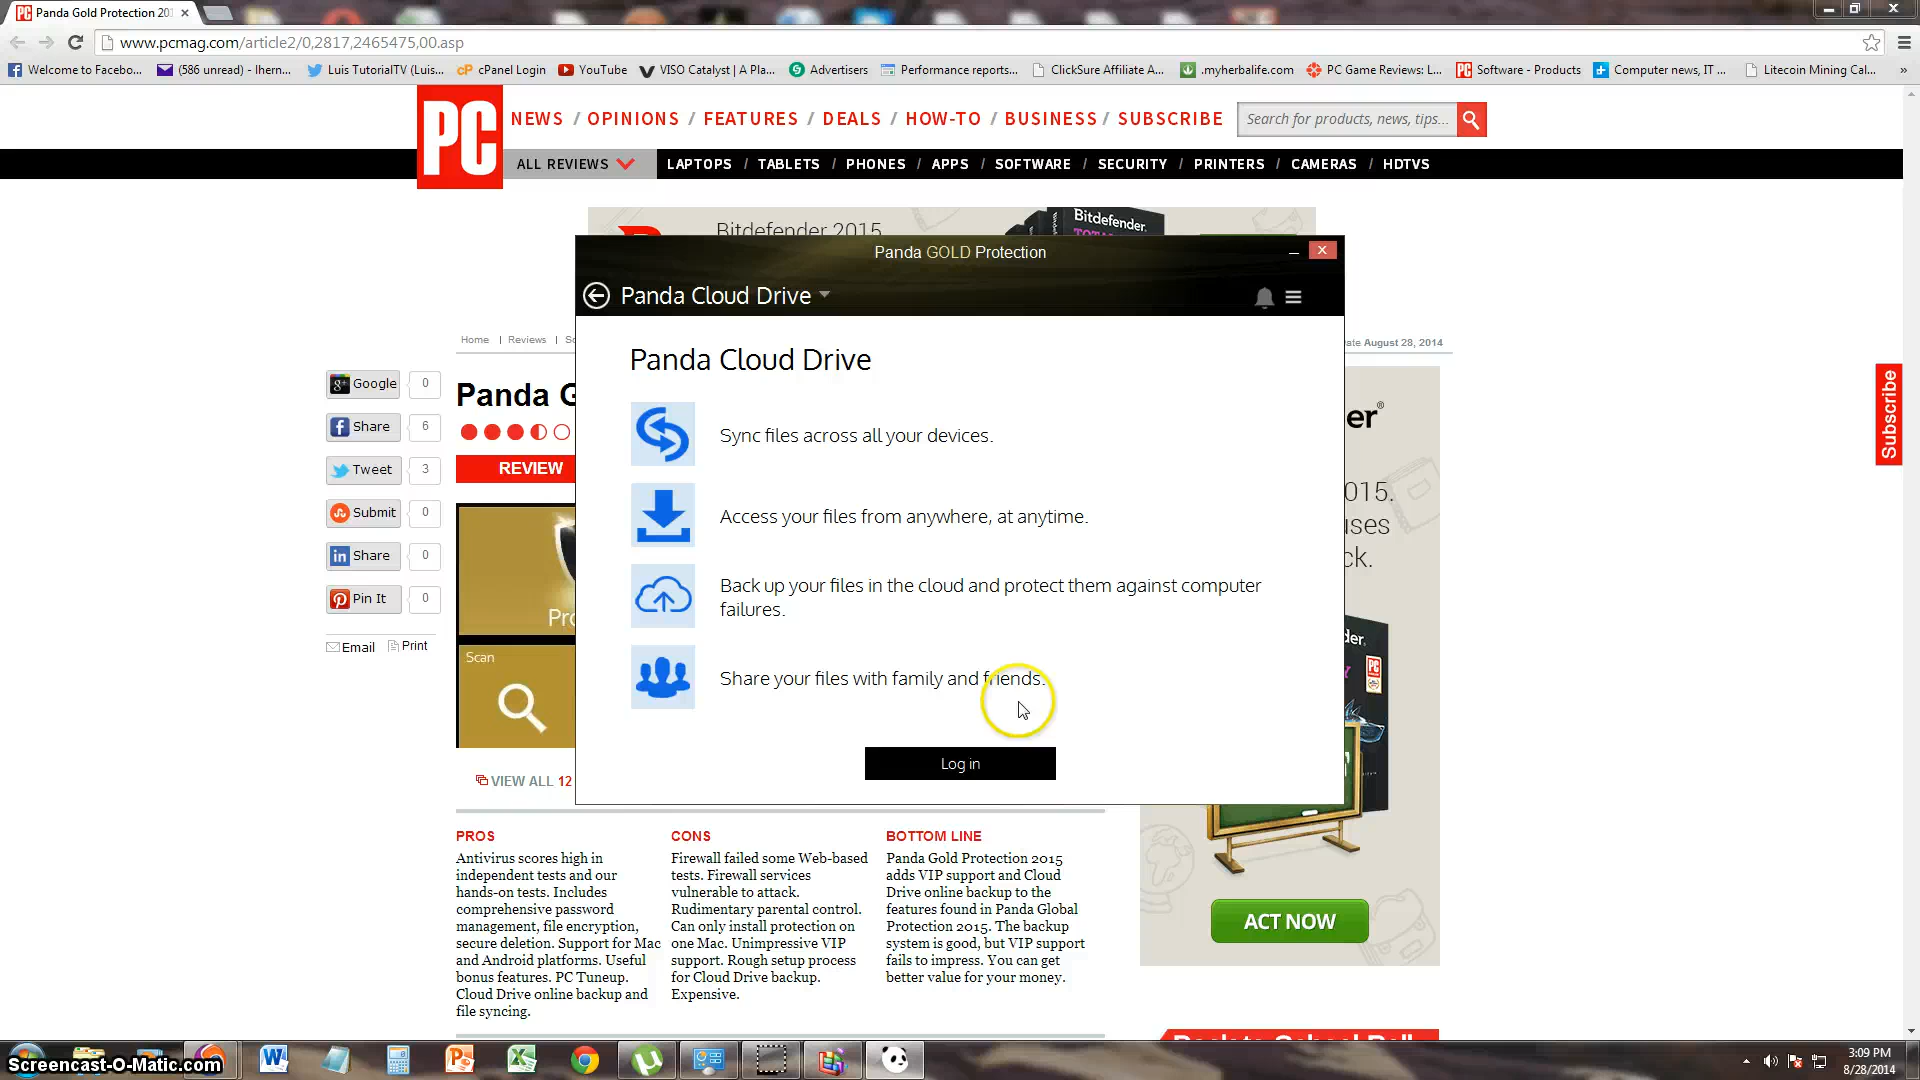 Panda Gold Protection 201
www.pcmag.com/article2/0,2817,2465475,00.asp
Welcome to Facebo...
(586 unread) - lhern...
Luis TutorialTV (Luis...
cPanel Login
YouTube
VISO Catalyst | A Pla...
Advertisers
Performance reports...
ClickSure Affiliate A...
.myherbalife.com
PC Game Reviews: L...
Software - Products
Computer news, IT ...
Litecoin Mining Cal...
»
PC
NEWS / OPINIONS / FEATURES / DEALS / HOW-TO / BUSINESS / SUBSCRIBE
Search for products, news, tips...
ALL REVIEWS
LAPTOPS / TABLETS / PHONES / APPS / SOFTWARE / SECURITY / PRINTERS / CAMERAS / HDTVS
Bitdefender 2015
Bitdefender
Panda GOLD Protection
Panda Cloud Drive
Panda Cloud Drive
Sync files across all your devices.
Access your files from anywhere, at anytime.
Back up your files in the cloud and protect them against computer
failures.
Share your files with family and friends.
Log in
Home | Reviews |
August 28, 2014
Google 0
Share 6
Tweet 3
Submit 0
Share 0
Pin It 0
Email
Print
Panda G
REVIEW
Pro
Scan
VIEW ALL 12
er®
015.
uses
ck.
der.
Subscribe
ACT NOW
PROS
Antivirus scores high in
independent tests and our
hands-on tests. Includes
comprehensive password
management, file encryption,
secure deletion. Support for Mac
and Android platforms. Useful
bonus features. PC Tuneup.
Cloud Drive online backup and
file syncing.
CONS
Firewall failed some Web-based
tests. Firewall services
vulnerable to attack.
Rudimentary parental control.
Can only install protection on
one Mac. Unimpressive VIP
support. Rough setup process
for Cloud Drive backup.
Expensive.
BOTTOM LINE
Panda Gold Protection 2015
adds VIP support and Cloud
Drive online backup to the
features found in Panda Global
Protection 2015. The backup
system is good, but VIP support
fails to impress. You can get
better value for your money.
Screencast-O-Matic.com
3:09 PM
8/28/2014